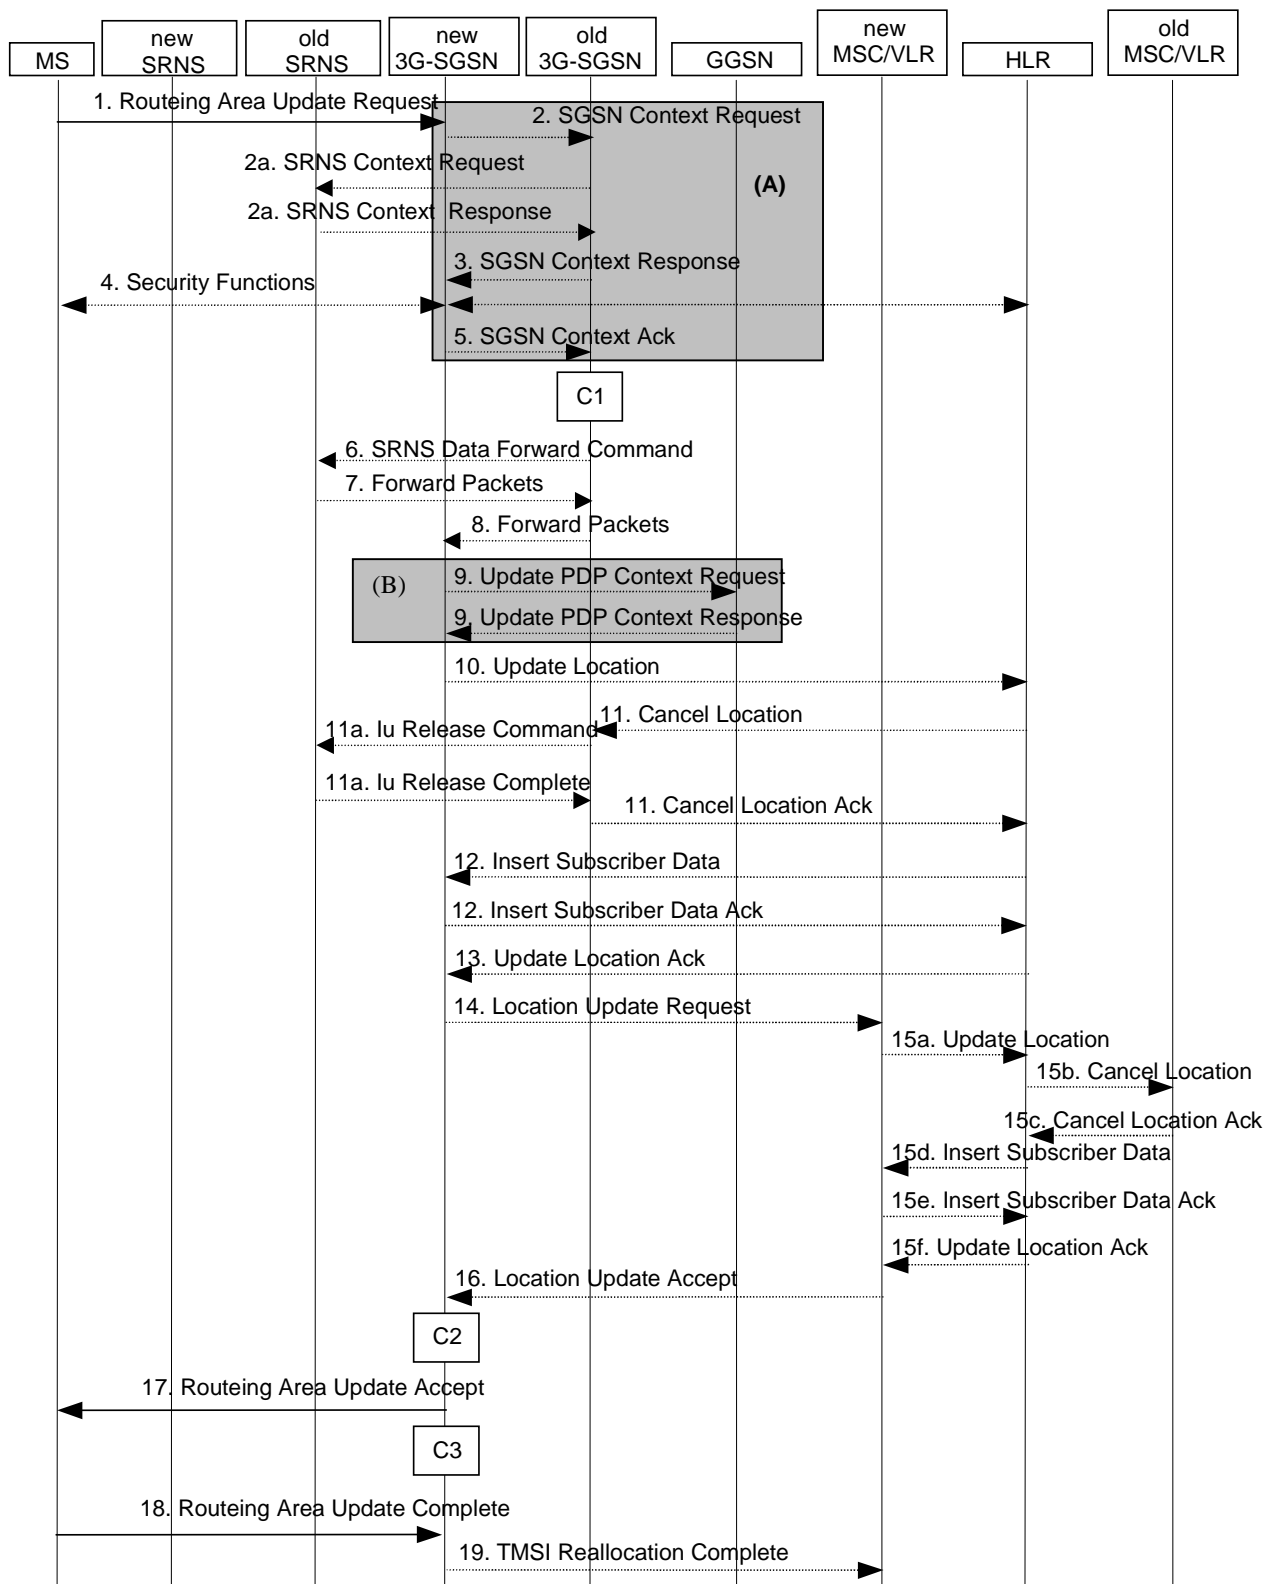 MS
new
SRNS
old
SRNS
new
3G-SGSN
old
3G-SGSN
GGSN
new
MSC/VLR
HLR
old
MSC/VLR
1. Routeing Area Update Request
2. SGSN Context Request
2a. SRNS Context Request
(A)
2a. SRNS Context Response
3. SGSN Context Response
4. Security Functions
5. SGSN Context Ack
C1
6. SRNS Data Forward Command
7. Forward Packets
8. Forward Packets
(B)
9. Update PDP Context Request
9. Update PDP Context Response
10. Update Location
11. Cancel Location
11a. Iu Release Command
11a. Iu Release Complete
11. Cancel Location Ack
12. Insert Subscriber Data
12. Insert Subscriber Data Ack
13. Update Location Ack
14. Location Update Request
15a. Update Location
15b. Cancel Location
15c. Cancel Location Ack
15d. Insert Subscriber Data
15e. Insert Subscriber Data Ack
15f. Update Location Ack
16. Location Update Accept
C2
17. Routeing Area Update Accept
C3
18. Routeing Area Update Complete
19. TMSI Reallocation Complete